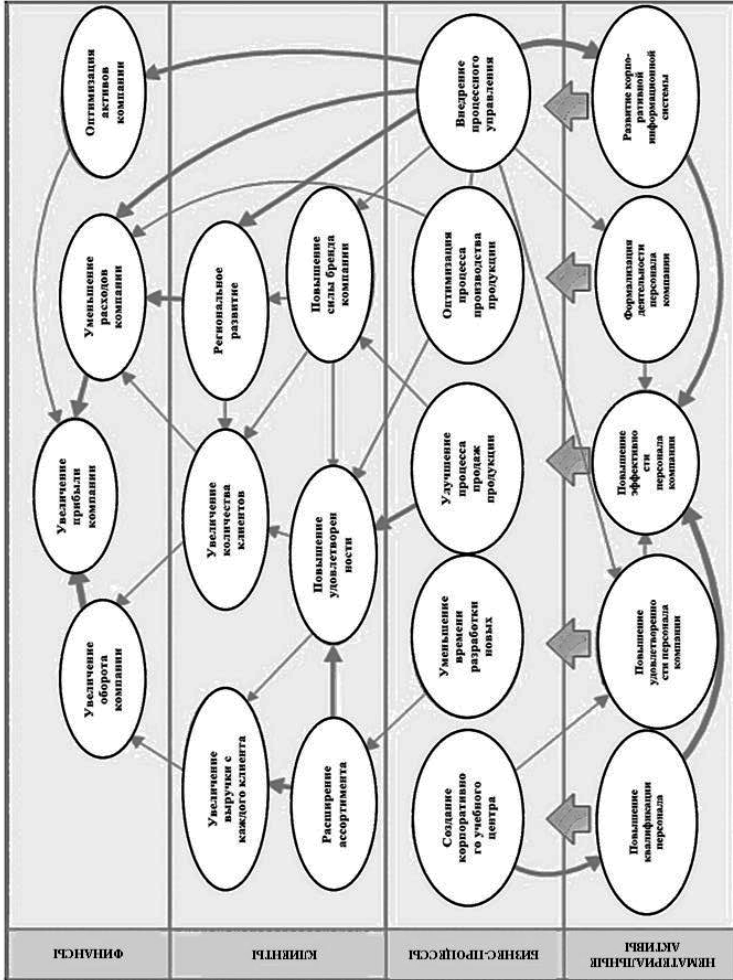 ФИНАНСЫ
Увеличение
оборота
компании
Увеличение
прибыли
компании
Уменьшение
расходов
компании
Оптимизация
активов
компании
КЛИЕНТЫ
Увеличение
выручки с
каждого клиента
Увеличение
количества
клиентов
Региональное
развитие
Расширение
ассортимента
Повышение
удовлетворен
ности
Повышение
силы бренда
компании
БИЗНЕС-ПРОЦЕССЫ
Создание
корпоративно
го учебного
центра
Уменьшение
времени
разработки
новых
Улучшение
процесса
продаж
продукции
Оптимизация
процесса
производства
продукции
Внедрение
процессного
управления
НЕМАТЕРИАЛЬНЫЕ
АКТИВЫ
Повышение
квалификации
персонала
Повышение
удовлетворенно
сти персонала
компании
Повышение
эффективно
сти
персонала
компании
Формализация
деятельности
персонала
компании
Развитие корпо-
ративной
информационной
системы